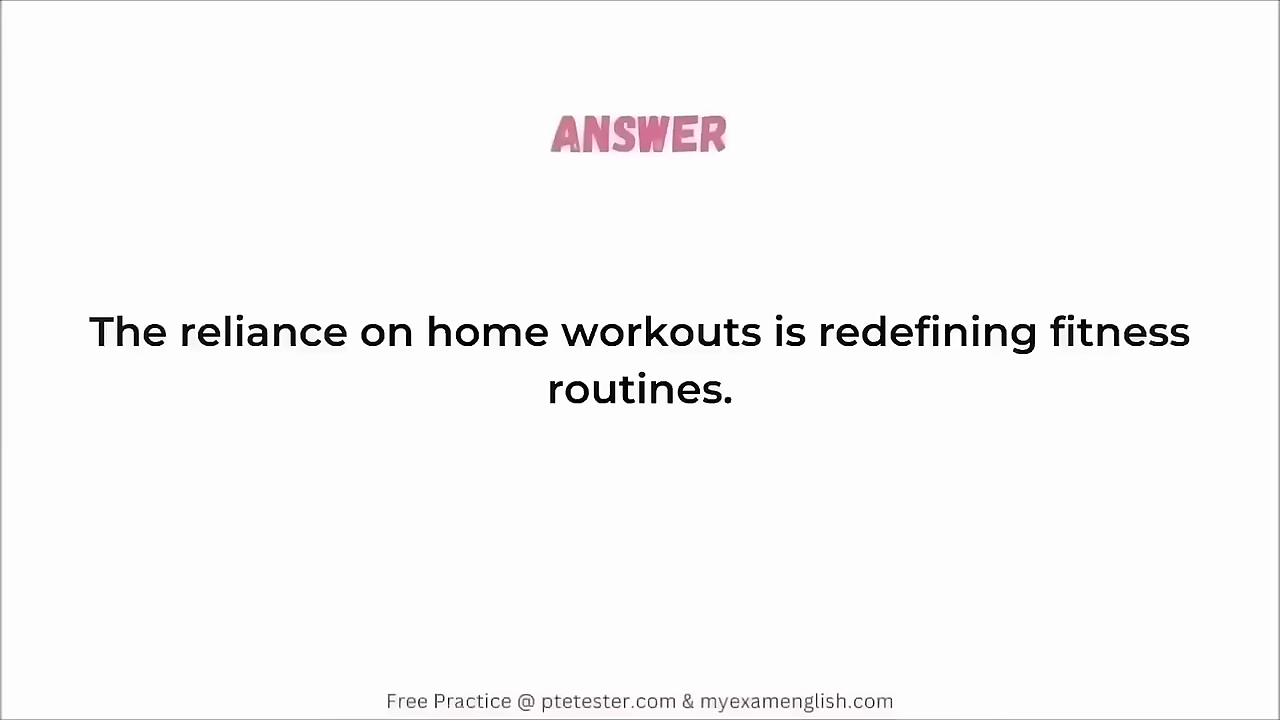 ANSWER
The reliance on home workouts is redefining fitness
routines.
Free Practice @ ptetester.com & myexamenglish.com